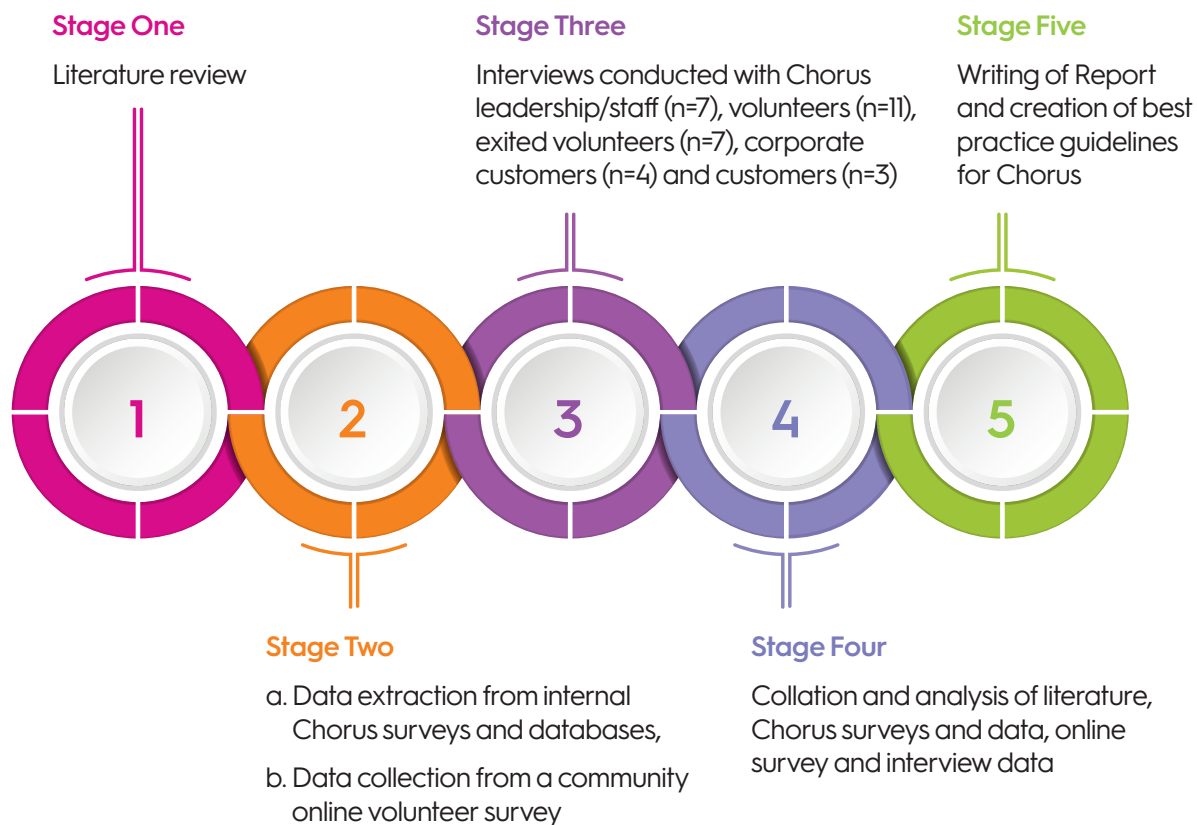 Stage One
Literature review
Stage Three
Interviews conducted with Chorus
leadership/staff (n=7), volunteers (n=11),
exited volunteers (n=7), corporate
customers (n=4) and customers (n=3)
Stage Five
Writing of Report
and creation of best
practice guidelines
for Chorus
1
2
3
4
5
Stage Two
a. Data extraction from internal
Chorus surveys and databases,
b. Data collection from a community
online volunteer survey
Stage Four
Collation and analysis of literature,
Chorus surveys and data, online
survey and interview data